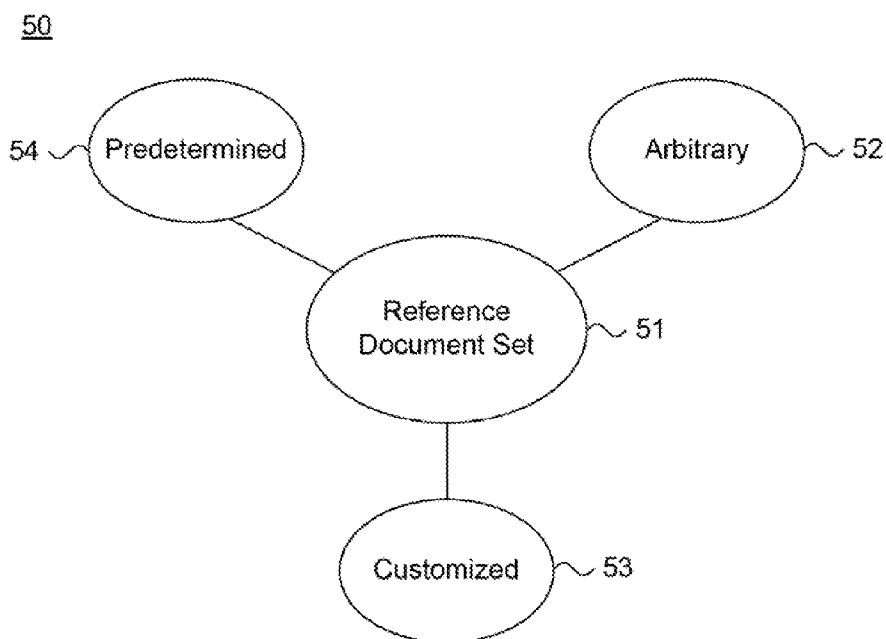 50
54
Predetermined
Arbitrary
52
Reference
Document Set
51
Customized
53